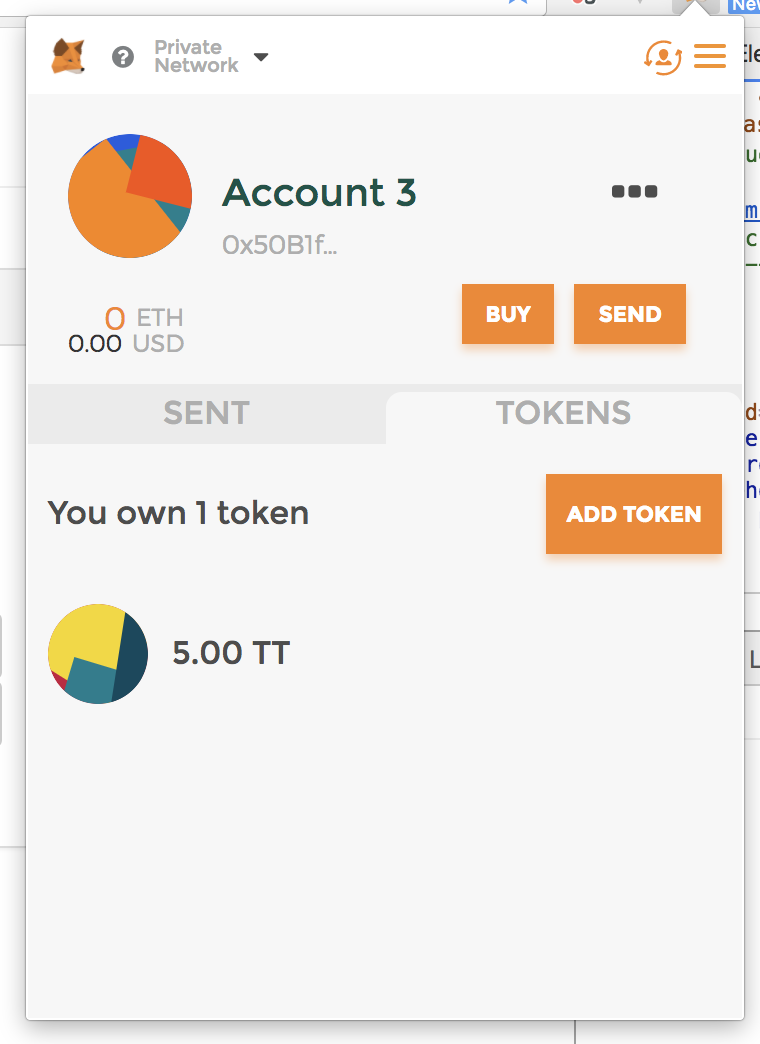 New
?
Private
Network
Account 3
0x50B1f...
0 ETH
0.00 USD
BUY
SEND
SENT
TOKENS
You own 1 token
ADD TOKEN
5.00 TT